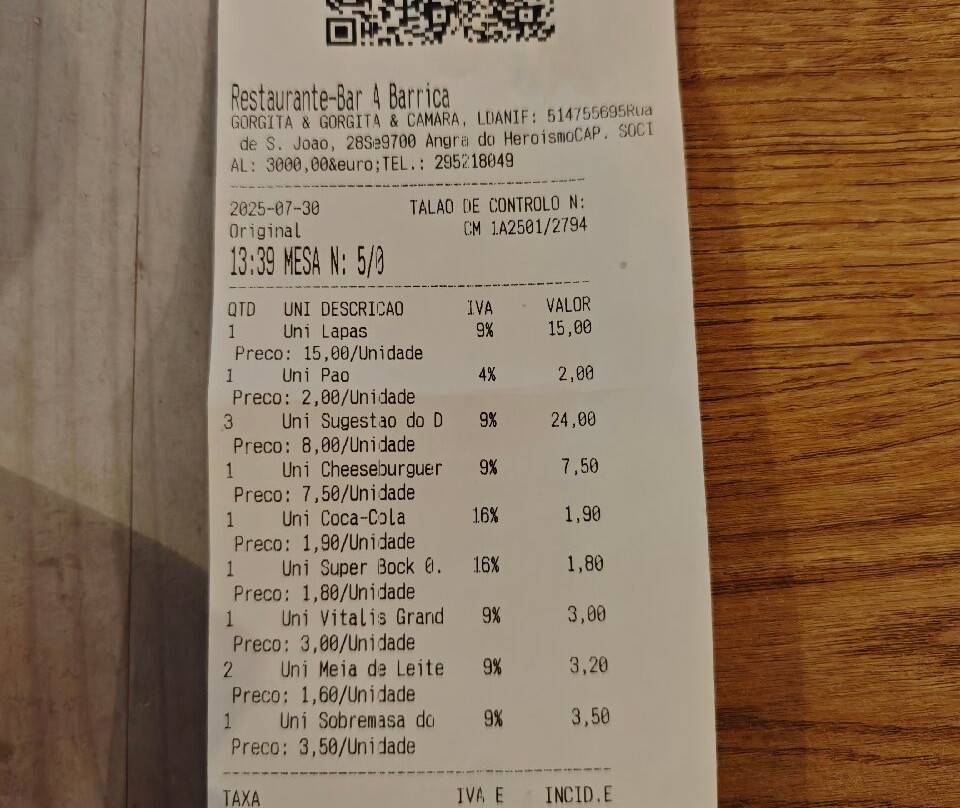 Restaurante-Bar A Barrica
GORGITA & GORGITA & CAMARA, LDANIF: 514755695Rua
de S. Joao, 28S/e9700 Angra do HeroismoCAP. SOCI
AL: 3000,00&euro;TEL.: 295218049
2025-07-30 TALAO DE CONTROLO N:
Original CM 1A2501/2794
13:39 MESA N: 5/0
QTD UNI DESCRICAO IVA VALOR
1 Uni Lapas 9% 15,00
Preco: 15,00/Unidade
1 Uni Pao 4% 2,00
Preco: 2,00/Unidade
3 Uni Sugestao do D 9% 24,00
Preco: 8,00/Unidade
1 Uni Cheeseburguer 9% 7,50
Preco: 7,50/Unidade
1 Uni Coca-Cola 16% 1,90
Preco: 1,90/Unidade
1 Uni Super Bock 0. 16% 1,80
Preco: 1,80/Unidade
1 Uni Vitalis Grand 9% 3,00
Preco: 3,00/Unidade
2 Uni Meia de Leite 9% 3,20
Preco: 1,60/Unidade
1 Uni Sobremasa do 9% 3,50
Preco: 3,50/Unidade
TAXA IVA E INCID.E